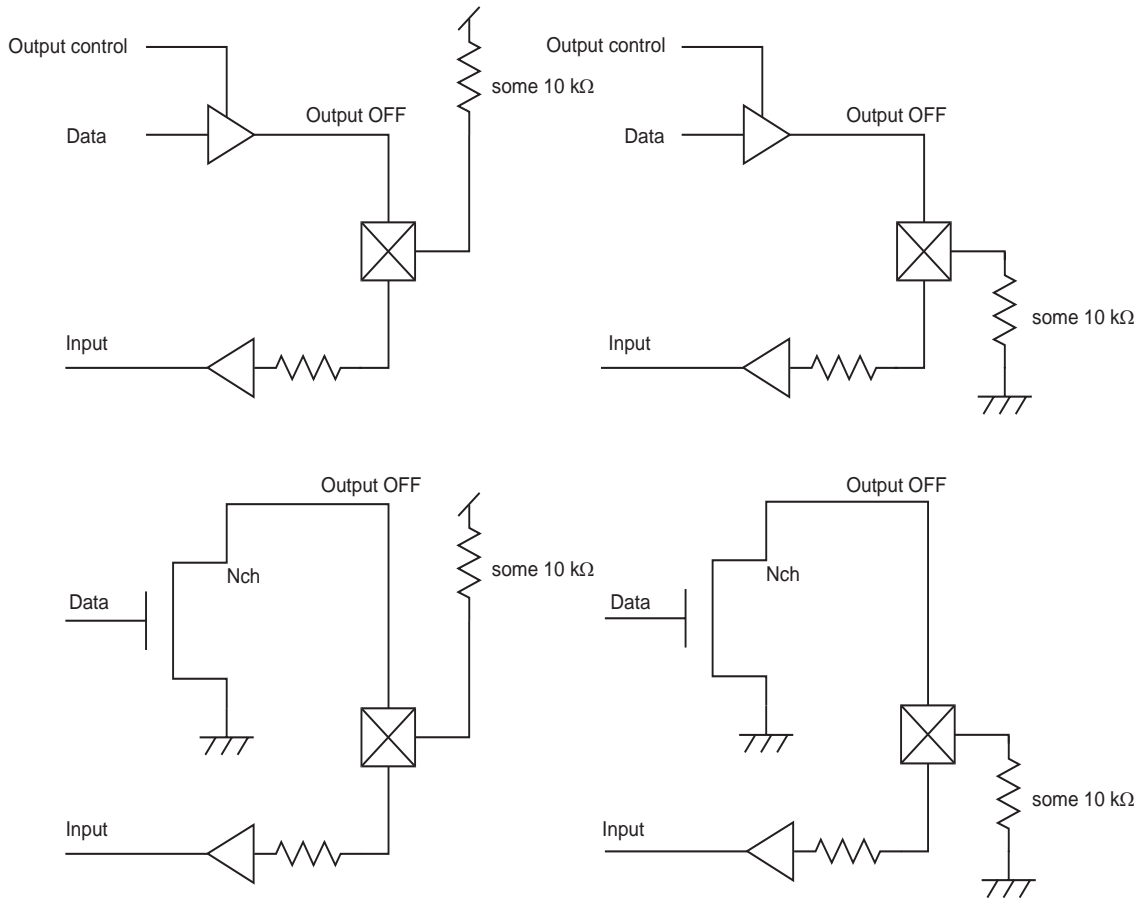 Output control
some 10 kΩ
Output OFF
Data
Input
Output control
Output OFF
Data
some 10 kΩ
Input
Output OFF
some 10 kΩ
Nch
Data
Input
Output OFF
Nch
Data
some 10 kΩ
Input